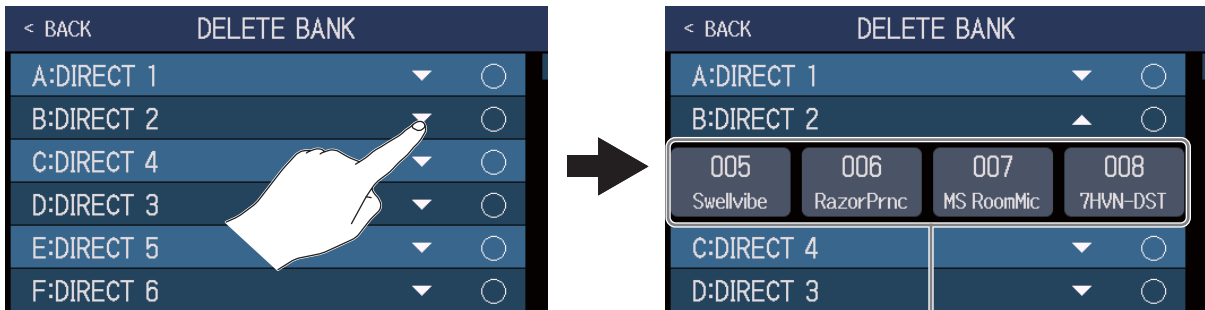 < BACK DELETE BANK
A:DIRECT 1
B:DIRECT 2
C:DIRECT 4
D:DIRECT 3
E:DIRECT 5
F:DIRECT 6
< BACK DELETE BANK
A:DIRECT 1
B:DIRECT 2
005 006 007 008
Swellvibe RazorPrnc MS RoomMic 7HVN-DST
C:DIRECT 4
D:DIRECT 3